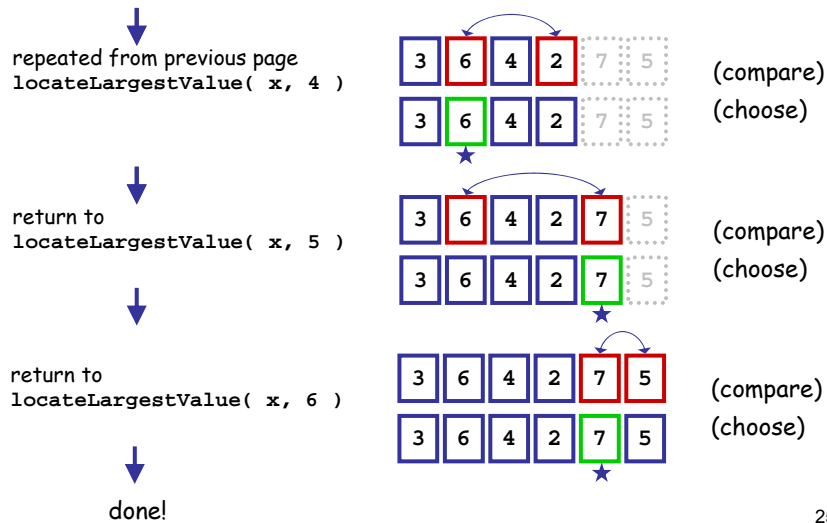 repeated from previous page
locateLargestValue( x, 4 )
3 6 4 2 7 5
(compare)
3 6 4 2 7 5
(choose)
return to
locateLargestValue( x, 5 )
3 6 4 2 7 5
(compare)
3 6 4 2 7 5
(choose)
return to
locateLargestValue( x, 6 )
3 6 4 2 7 5
(compare)
3 6 4 2 7 5
(choose)
done!